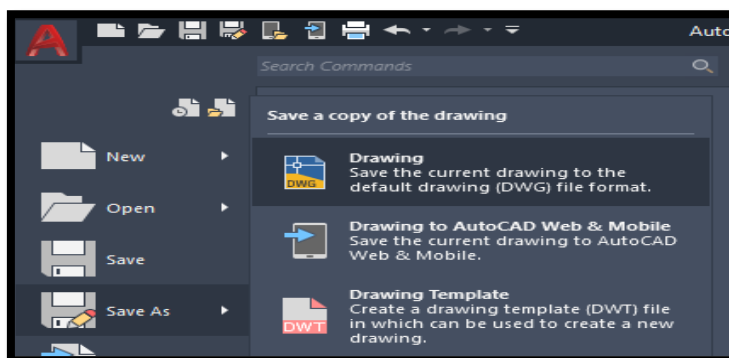 Auto
Search Commands
Save a copy of the drawing
New
Open
Save
Save As
Drawing
Save the current drawing to the
default drawing (DWG) file format.
DWG
Drawing to AutoCAD Web & Mobile
Save the current drawing to AutoCAD
Web & Mobile.
Drawing Template
Create a drawing template (DWT) file
in which can be used to create a new
drawing.
DWT